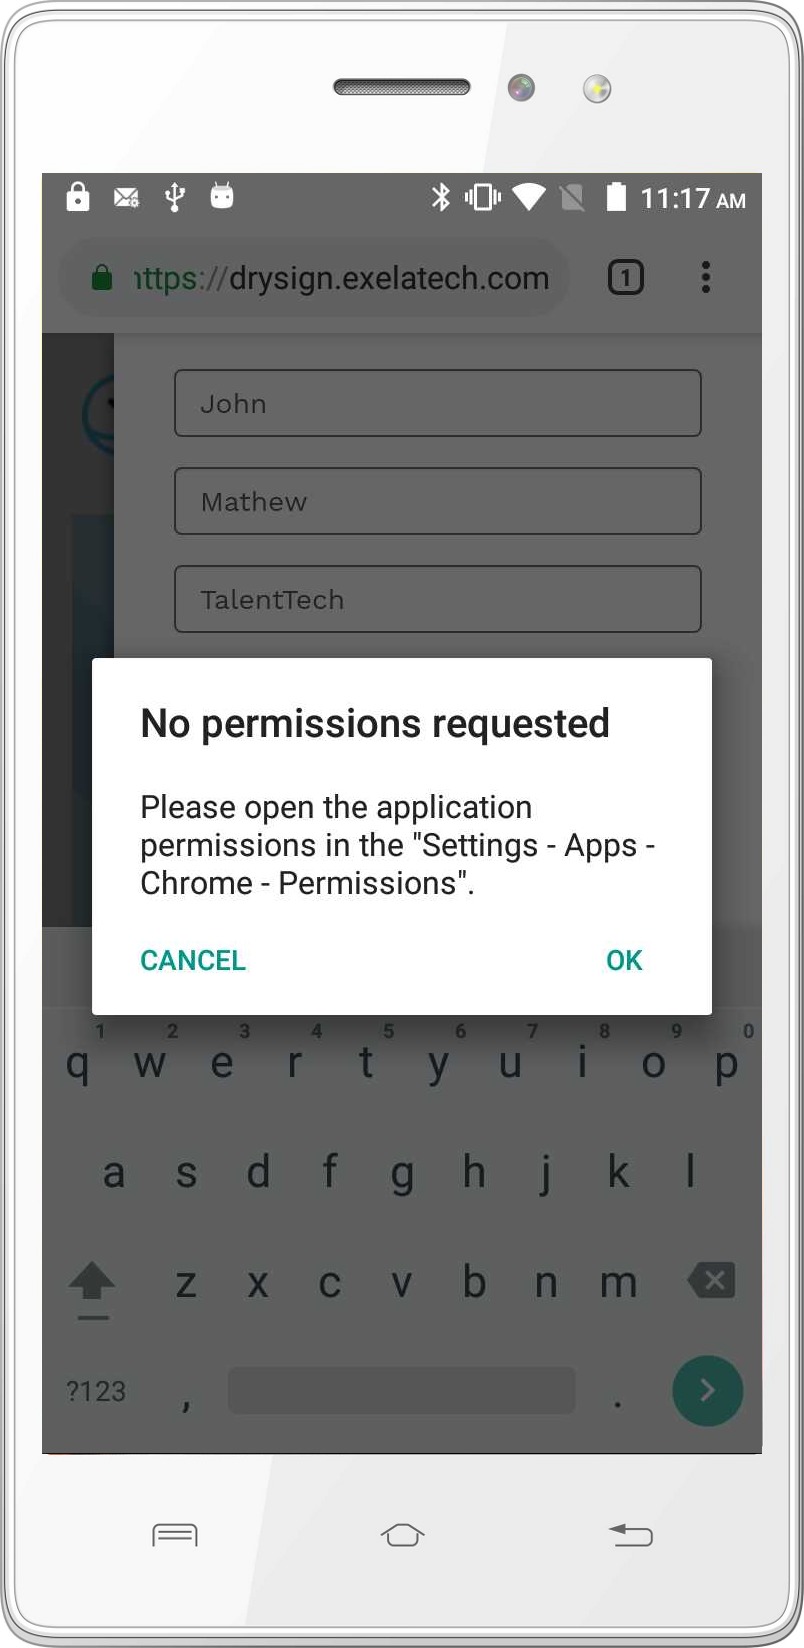 11:17 AM
https://drysign.exelatech.com
1
John
Mathew
TalentTech
No permissions requested
Please open the application
permissions in the "Settings - Apps -
Chrome - Permissions".
CANCEL OK
1 2 3 4 5 6 7 8 9 0
q w e r t y u i o p
a s d f g h j k l
z x c v b n m
?123 , .